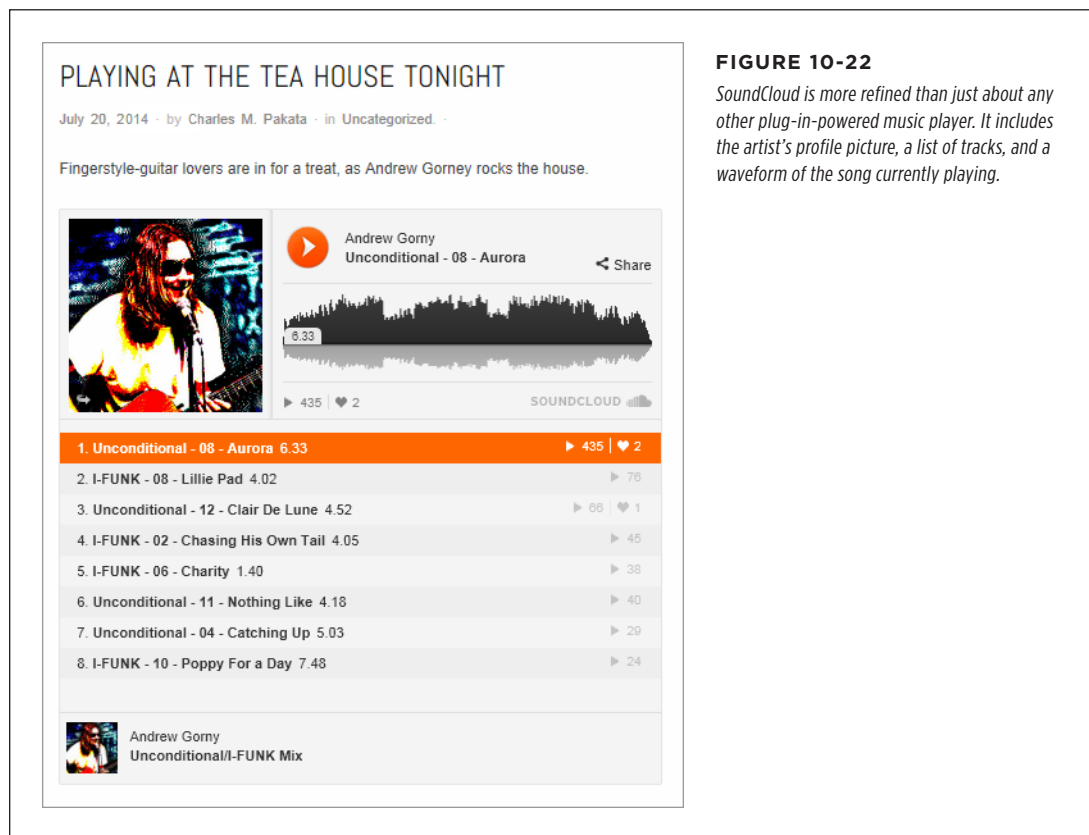 PLAYING AT THE TEA HOUSE TONIGHT
July 20, 2014 · by Charles M. Pakata · in Uncategorized. ·
Fingerstyle-guitar lovers are in for a treat, as Andrew Gorney rocks the house.
Andrew Gorny
Unconditional - 08 - Aurora
Share
6.33
435 | 2
SOUNDCLOUD
1. Unconditional - 08 - Aurora 6.33 435 | 2
2. I-FUNK - 08 - Lillie Pad 4.02 76
3. Unconditional - 12 - Clair De Lune 4.52 66 | 1
4. I-FUNK - 02 - Chasing His Own Tail 4.05 45
5. I-FUNK - 06 - Charity 1.40 38
6. Unconditional - 11 - Nothing Like 4.18 40
7. Unconditional - 04 - Catching Up 5.03 29
8. I-FUNK - 10 - Poppy For a Day 7.48 24
Andrew Gorny
Unconditional/I-FUNK Mix
FIGURE 10-22
SoundCloud is more refined than just about any
other plug-in-powered music player. It includes
the artist's profile picture, a list of tracks, and a
waveform of the song currently playing.